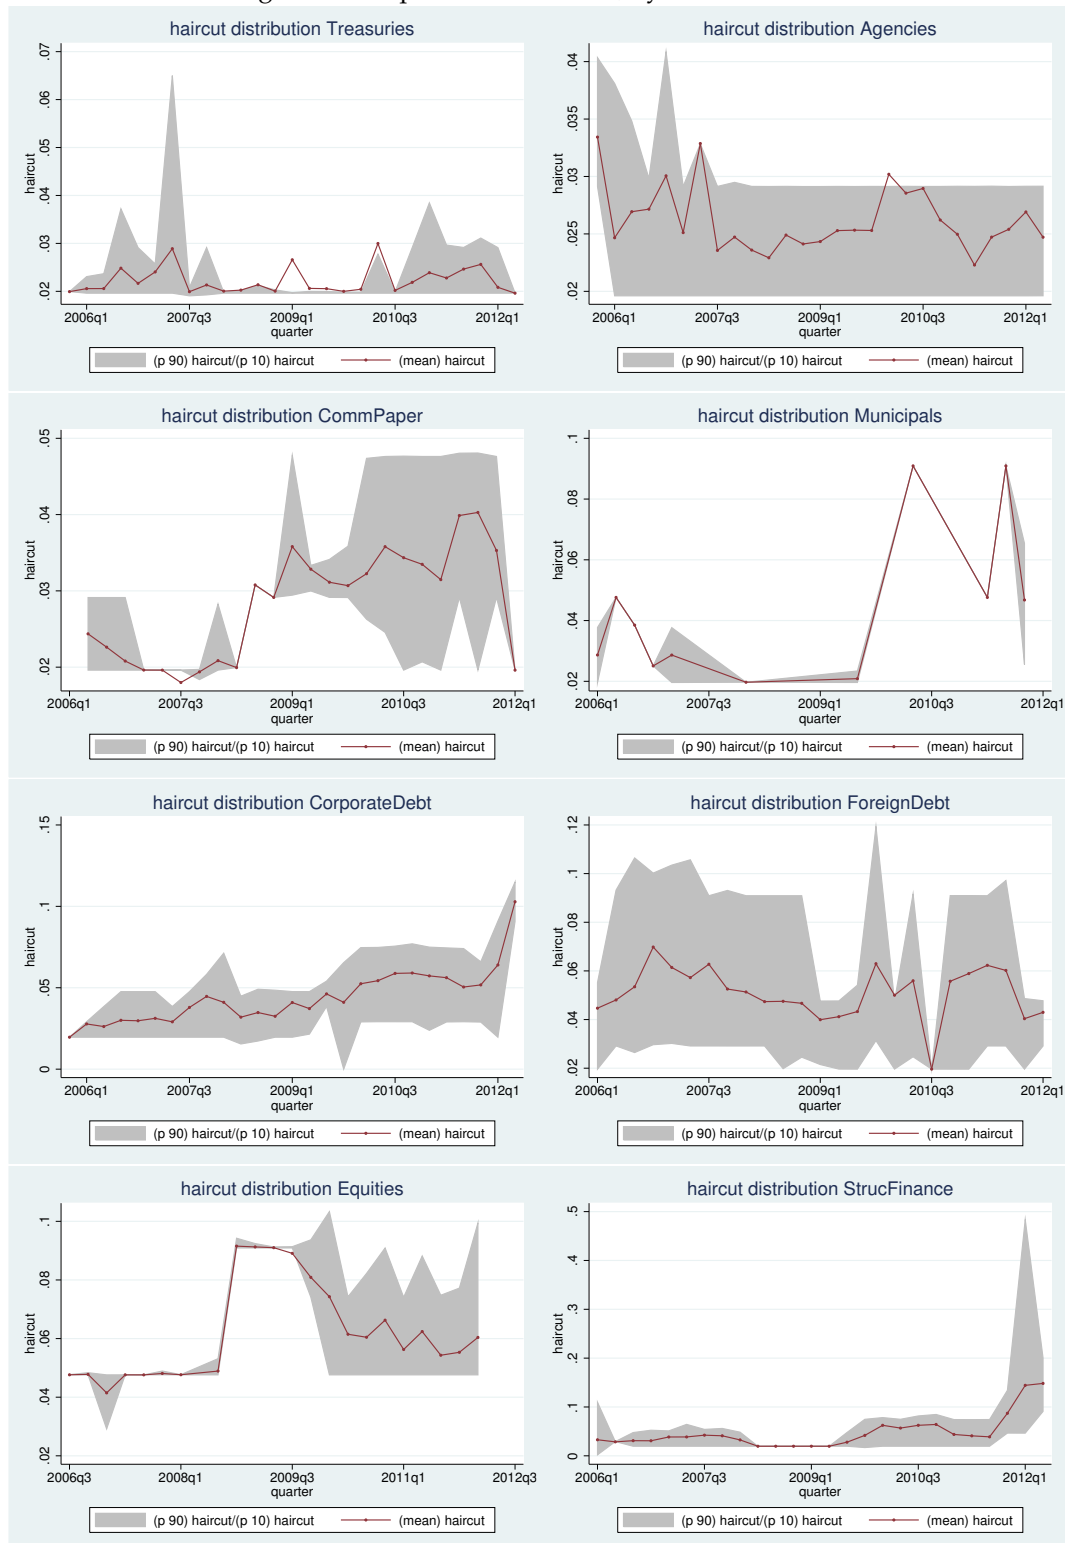 haircut distribution Treasuries
haircut
.07
.06
.05
.04
.03
.02
2006q1 2007q3 2009q1 2010q3 2012q1
quarter
(p 90) haircut/(p 10) haircut (mean) haircut
haircut distribution Agencies
haircut
.04
.035
.03
.025
.02
2006q1 2007q3 2009q1 2010q3 2012q1
quarter
(p 90) haircut/(p 10) haircut (mean) haircut
haircut distribution CommPaper
haircut
.05
.04
.03
.02
2006q1 2007q3 2009q1 2010q3 2012q1
quarter
(p 90) haircut/(p 10) haircut (mean) haircut
haircut distribution Municipals
haircut
.1
.08
.06
.04
.02
2006q1 2007q3 2009q1 2010q3 2012q1
quarter
(p 90) haircut/(p 10) haircut (mean) haircut
haircut distribution CorporateDebt
haircut
.15
.1
.05
0
2006q1 2007q3 2009q1 2010q3 2012q1
quarter
(p 90) haircut/(p 10) haircut (mean) haircut
haircut distribution ForeignDebt
haircut
.12
.1
.08
.06
.04
.02
2006q1 2007q3 2009q1 2010q3 2012q1
quarter
(p 90) haircut/(p 10) haircut (mean) haircut
haircut distribution Equities
haircut
.1
.08
.06
.04
.02
2006q3 2008q1 2009q3 2011q1 2012q3
quarter
(p 90) haircut/(p 10) haircut (mean) haircut
haircut distribution StrucFinance
haircut
.5
.4
.3
.2
.1
0
2006q1 2007q3 2009q1 2010q3 2012q1
quarter
(p 90) haircut/(p 10) haircut (mean) haircut